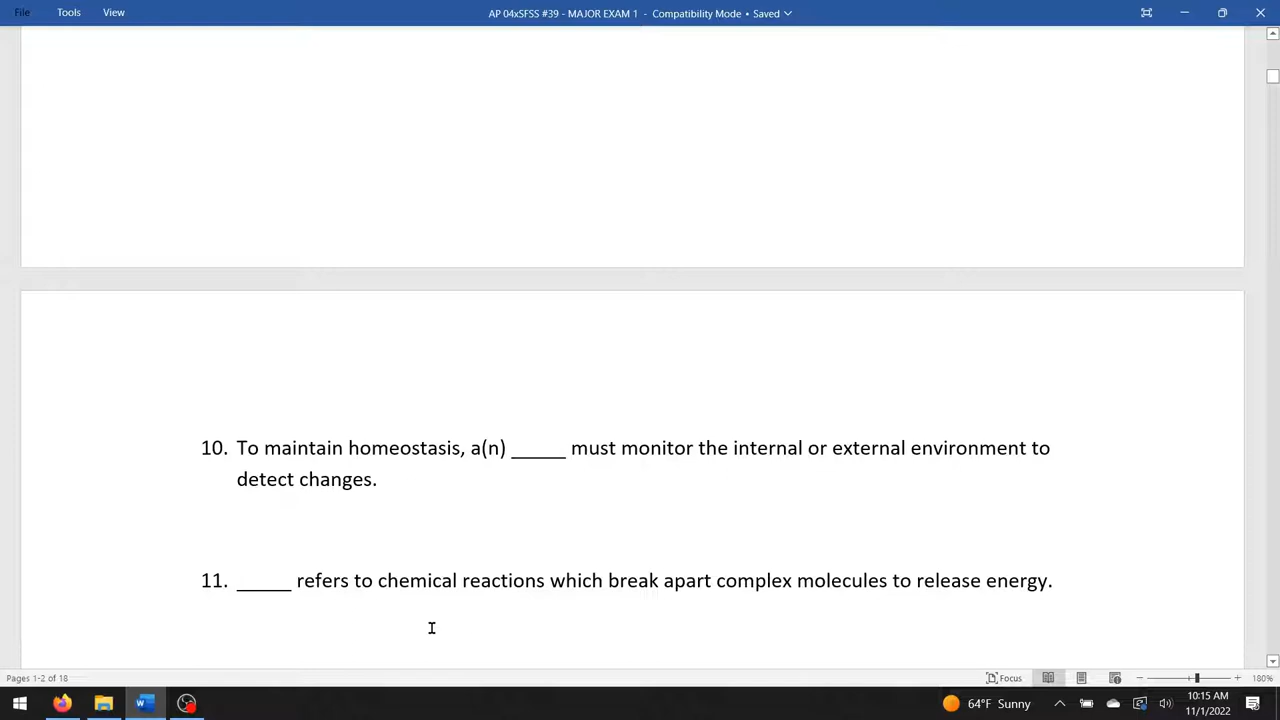 File Tools View AP 04xSFSS #39 - MAJOR EXAM 1 - Compatibility Mode • Saved
10. To maintain homeostasis, a(n) _____ must monitor the internal or external environment to
detect changes.
11. _____ refers to chemical reactions which break apart complex molecules to release energy.
Pages 1-2 of 18 Focus 180%
64°F Sunny 10:15 AM
11/1/2022